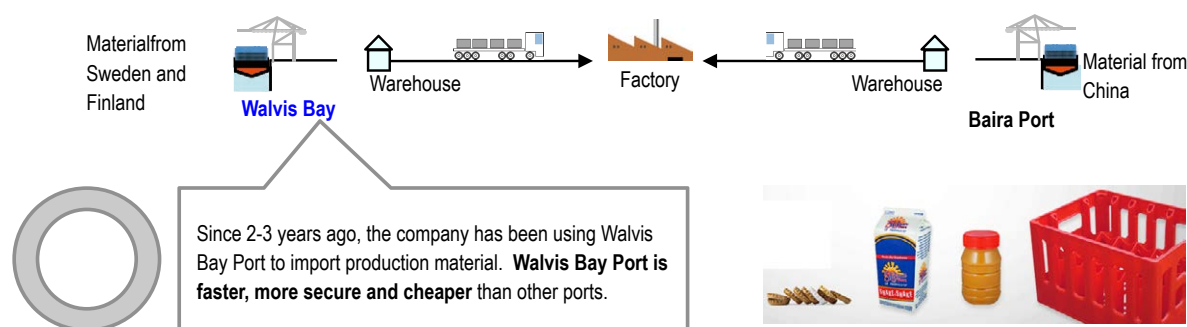 Materialfrom
Sweden and
Finland
Walvis Bay
Warehouse
Factory
Warehouse
Material from
China
Baira Port
Since 2-3 years ago, the company has been using Walvis
Bay Port to import production material. Walvis Bay Port is
faster, more secure and cheaper than other ports.